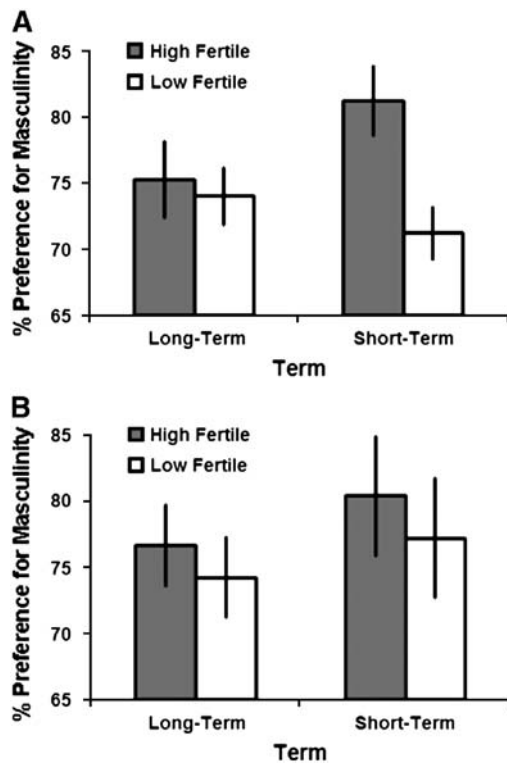 A
85
80
75
70
65
% Preference for Masculinity
High Fertile
Low Fertile
Long-Term
Short-Term
Term
B
85
80
75
70
65
% Preference for Masculinity
High Fertile
Low Fertile
Long-Term
Short-Term
Term